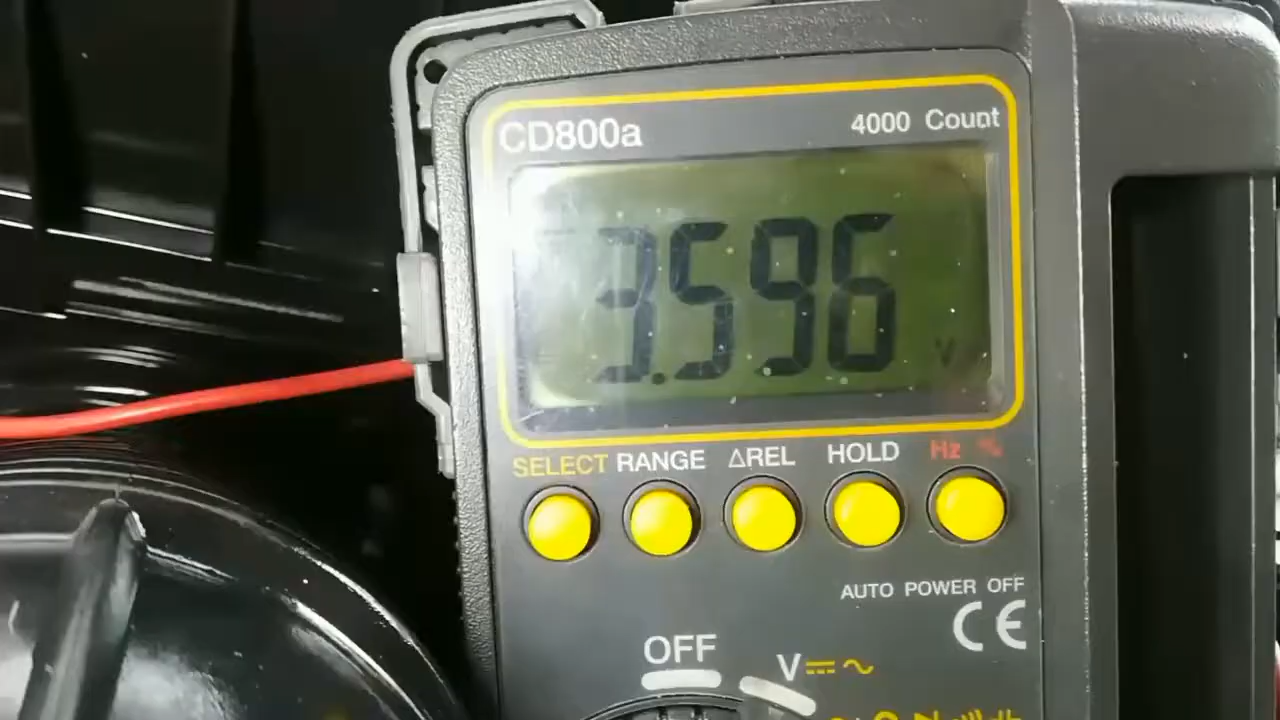 CD800a 4000 Count
3.596 V
SELECT RANGE ΔREL HOLD Hz %
AUTO POWER OFF
CE
OFF
V